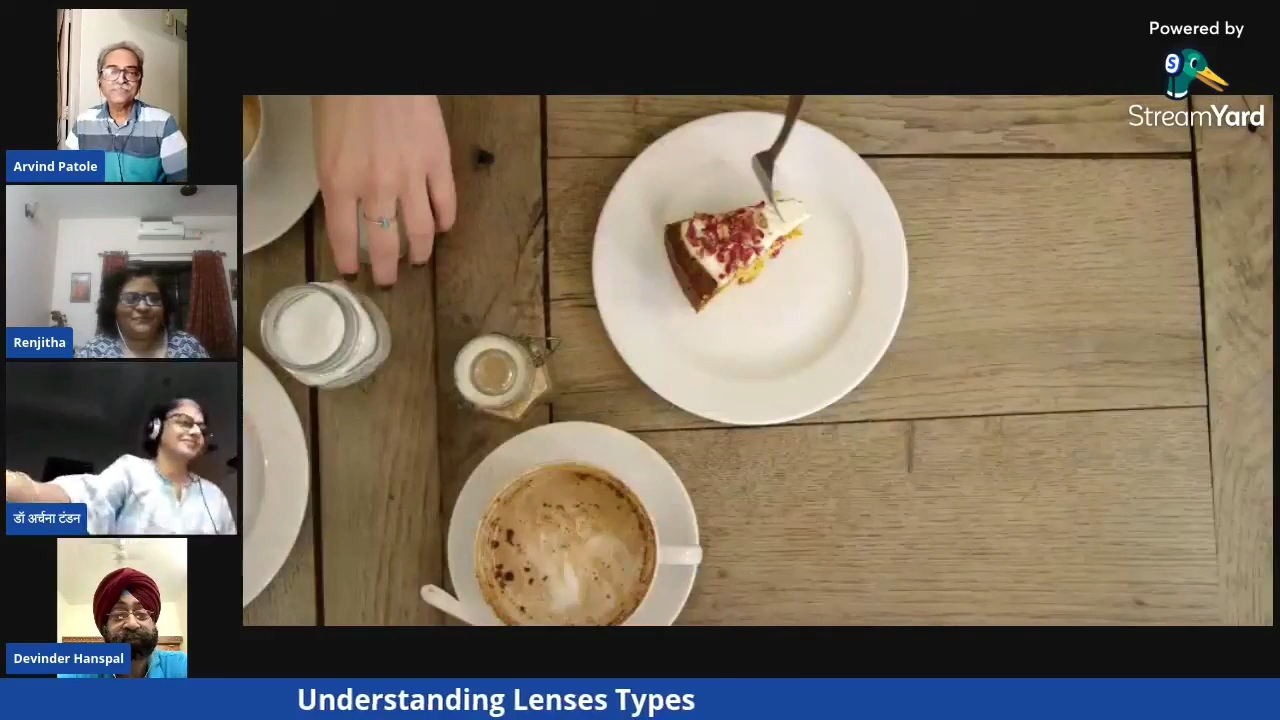 Powered by
StreamYard
Arvind Patole
Renjitha
डॉ अर्चना टंडन
Devinder Hanspal
Understanding Lenses Types